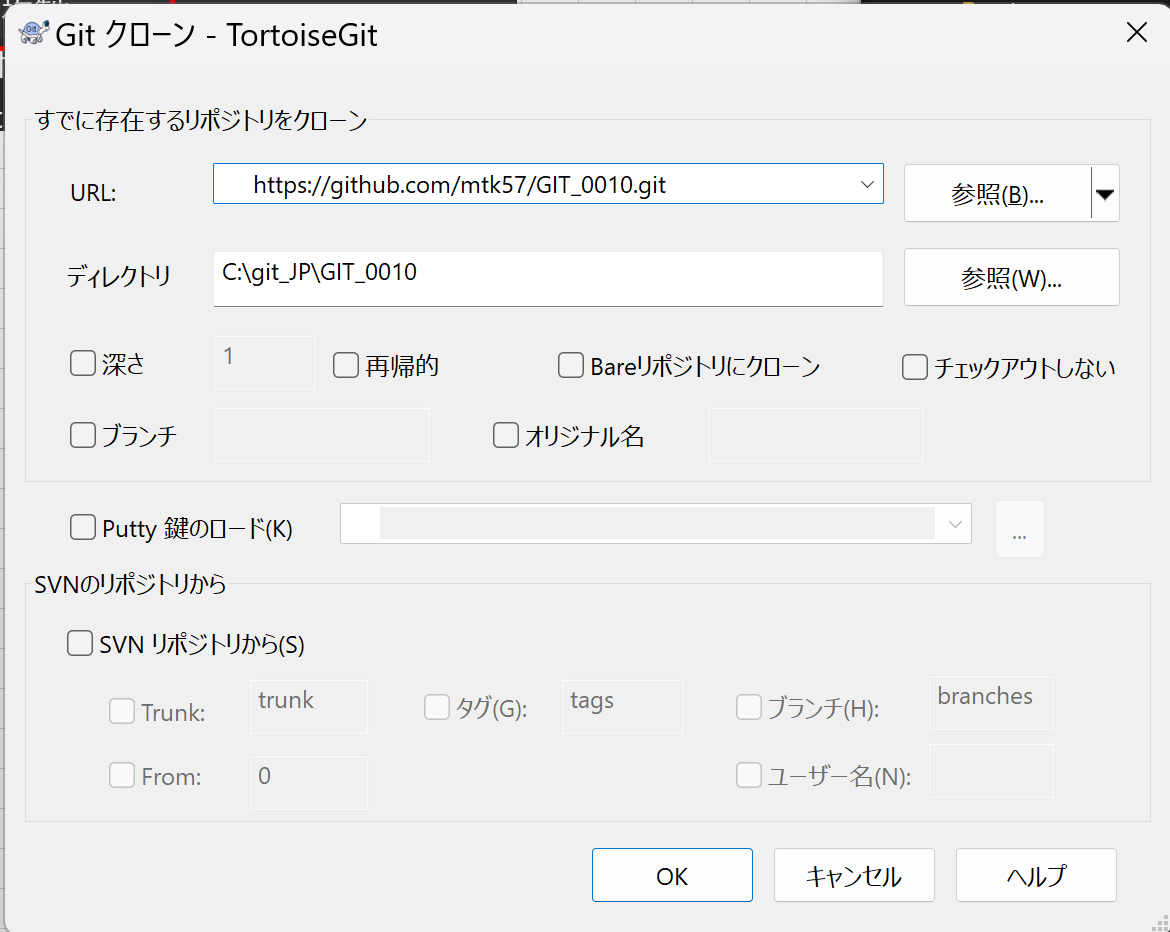 Git クローン - TortoiseGit
すでに存在するリポジトリをクローン
URL: https://github.com/mtk57/GIT_0010.git 参照(B)...
ディレクトリ C:\git_JP\GIT_0010 参照(W)...
深さ 1 再帰的 Bareリポジトリにクローン チェックアウトしない
ブランチ オリジナル名
Putty 鍵のロード(K) ...
SVNのリポジトリから
SVN リポジトリから(S)
Trunk: trunk タグ(G): tags ブランチ(H): branches
From: 0 ユーザー名(N):
OK キャンセル ヘルプ